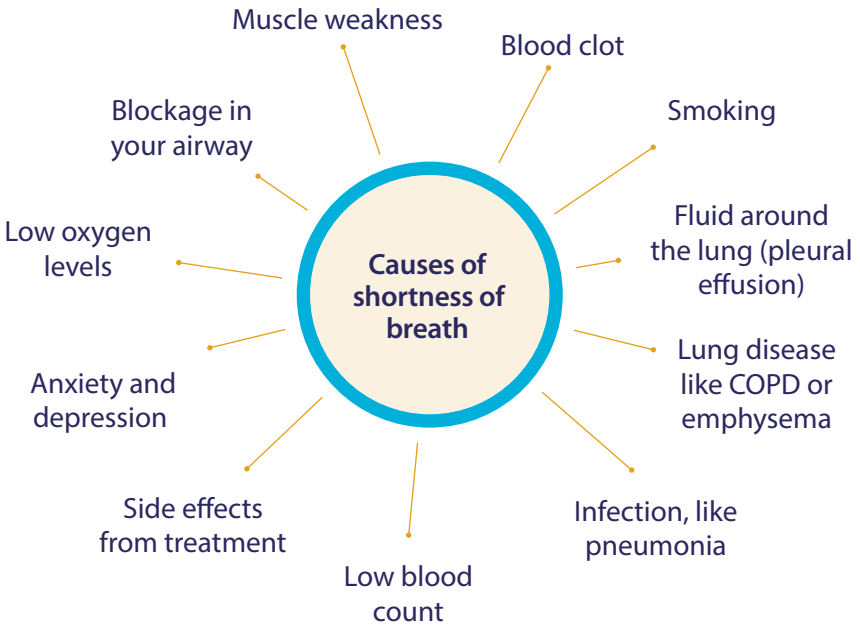 Muscle weakness
Blood clot
Smoking
Fluid around
the lung (pleural
effusion)
Lung disease
like COPD or
emphysema
Infection, like
pneumonia
Low blood
count
Side effects
from treatment
Anxiety and
depression
Low oxygen
levels
Blockage in
your airway
Causes of
shortness of
breath